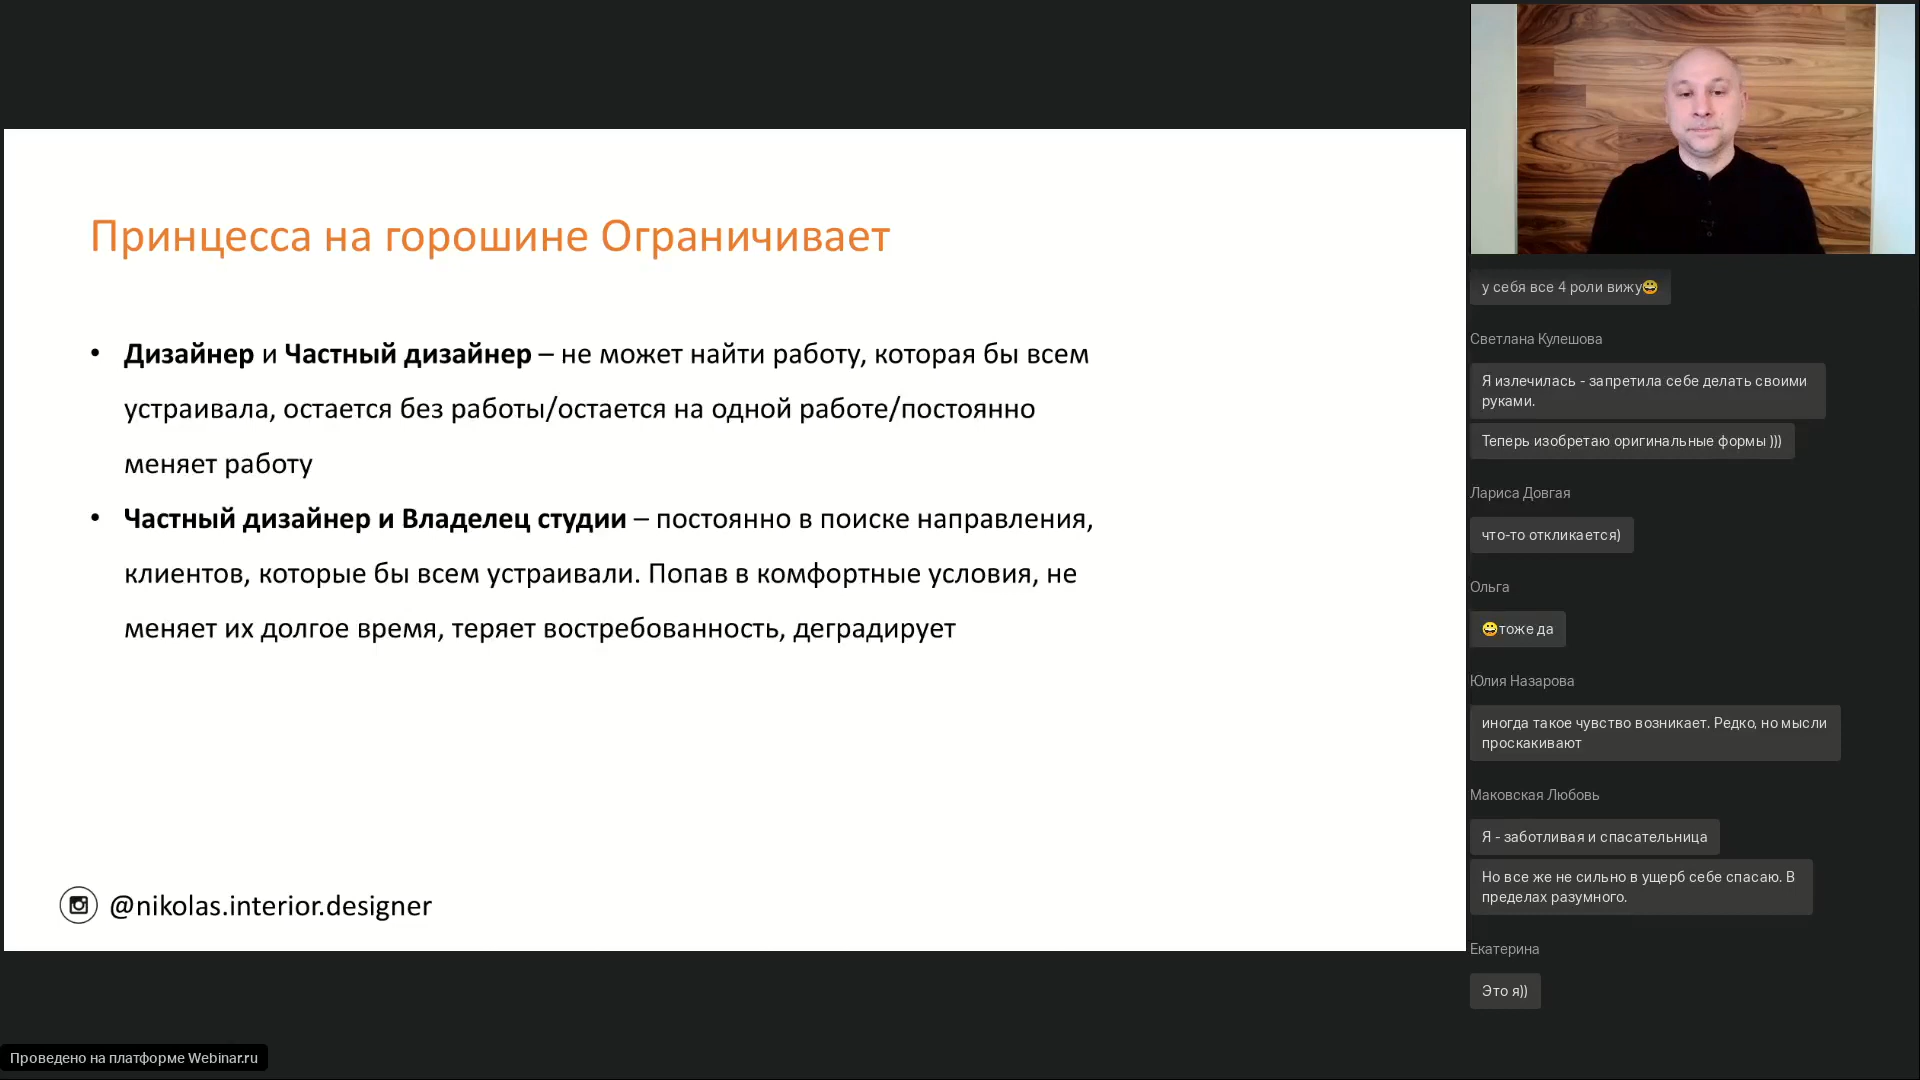 Принцесса на горошине Ограничивает
• Дизайнер и Частный дизайнер – не может найти работу, которая бы всем
устраивала, остается без работы/остается на одной работе/постоянно
меняет работу
• Частный дизайнер и Владелец студии – постоянно в поиске направления,
клиентов, которые бы всем устраивали. Попав в комфортные условия, не
меняет их долгое время, теряет востребованность, деградирует
@nikolas.interior.designer
у себя все 4 роли вижу😀
Светлана Кулешова
Я излечилась - запретила себе делать своими
руками.
Теперь изобретаю оригинальные формы )))
Лариса Довгая
что-то откликается)
Ольга
😀тоже да
Юлия Назарова
иногда такое чувство возникает. Редко, но мысли
проскакивают
Маковская Любовь
Я - заботливая и спасательница
Но все же не сильно в ущерб себе спасаю. В
пределах разумного.
Екатерина
Это я))
Проведено на платформе Webinar.ru